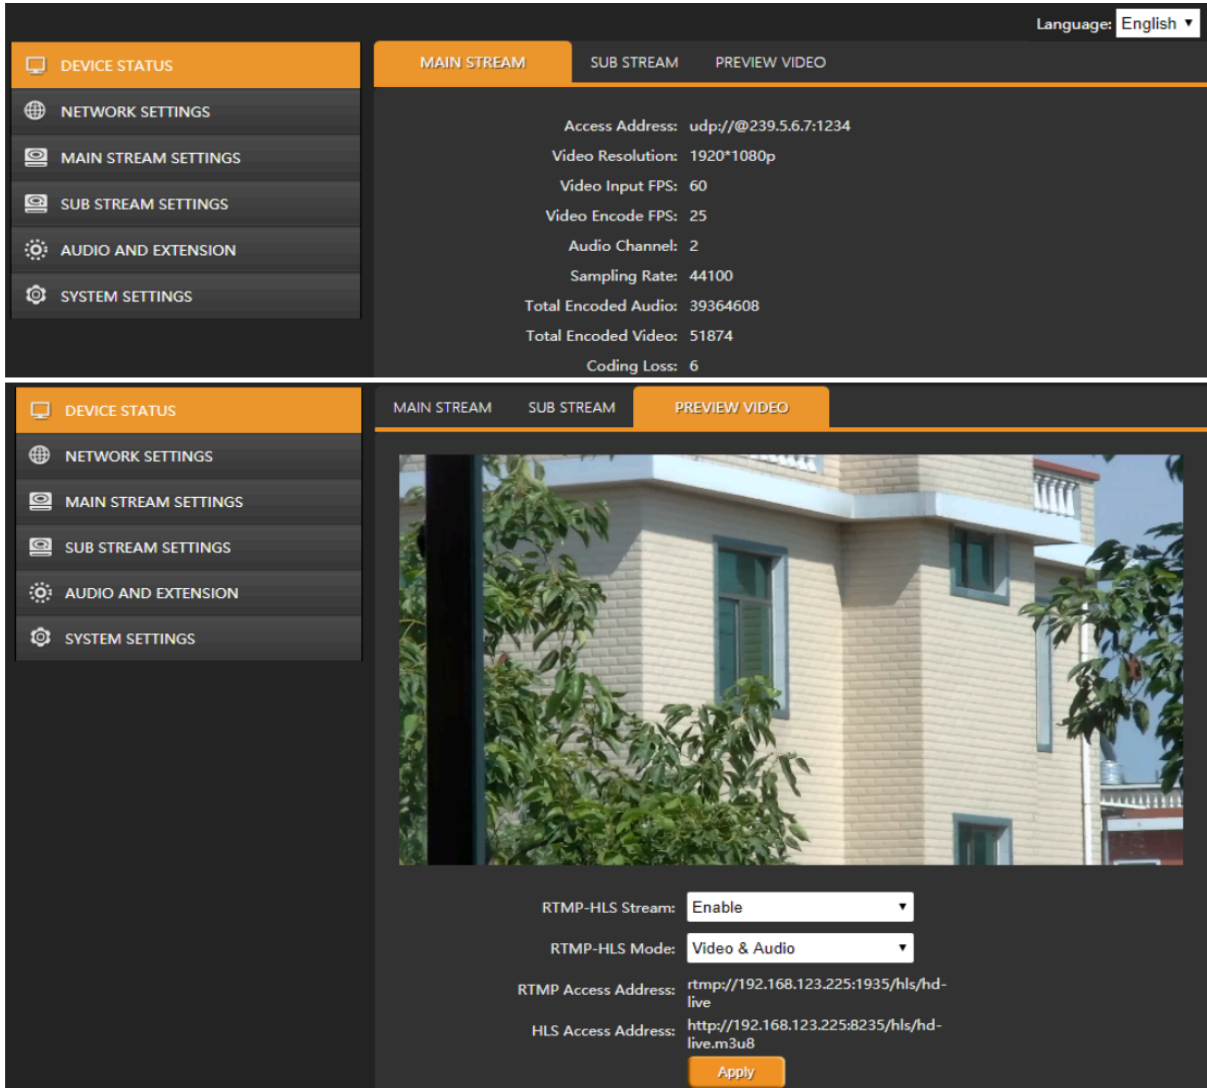 Language: English
DEVICE STATUS
NETWORK SETTINGS
MAIN STREAM SETTINGS
SUB STREAM SETTINGS
AUDIO AND EXTENSION
SYSTEM SETTINGS
MAIN STREAM SUB STREAM PREVIEW VIDEO
Access Address: udp://@239.5.6.7:1234
Video Resolution: 1920*1080p
Video Input FPS: 60
Video Encode FPS: 25
Audio Channel: 2
Sampling Rate: 44100
Total Encoded Audio: 39364608
Total Encoded Video: 51874
Coding Loss: 6
DEVICE STATUS
NETWORK SETTINGS
MAIN STREAM SETTINGS
SUB STREAM SETTINGS
AUDIO AND EXTENSION
SYSTEM SETTINGS
MAIN STREAM SUB STREAM PREVIEW VIDEO
RTMP-HLS Stream: Enable
RTMP-HLS Mode: Video & Audio
RTMP Access Address: rtmp://192.168.123.225:1935/hls/hd-
live
HLS Access Address: http://192.168.123.225:8235/hls/hd-
live.m3u8
Apply